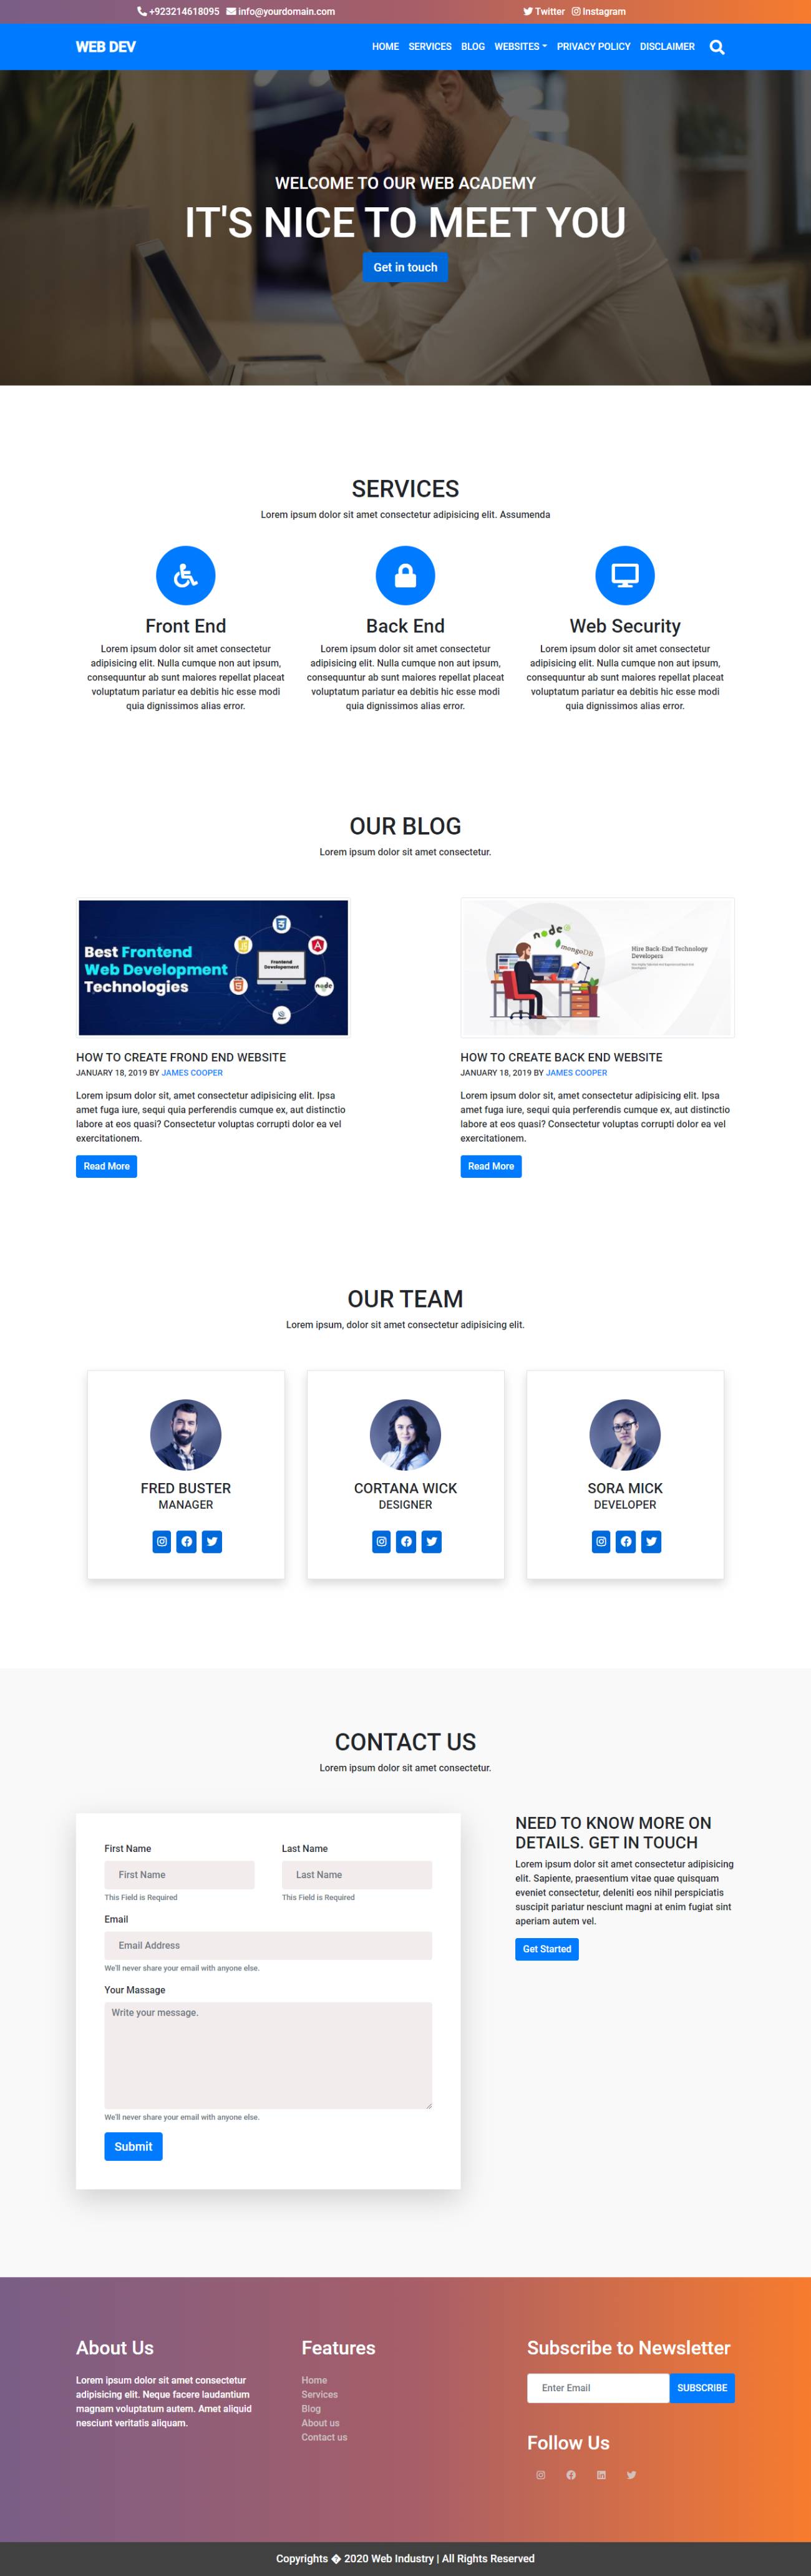 +923214618095 info@yourdomain.com Twitter Instagram
WEB DEV HOME SERVICES BLOG WEBSITES PRIVACY POLICY DISCLAIMER
WELCOME TO OUR WEB ACADEMY
IT'S NICE TO MEET YOU
Get in touch
SERVICES
Lorem ipsum dolor sit amet consectetur adipisicing elit. Assumenda
Front End
Lorem ipsum dolor sit amet consectetur
adipisicing elit. Nulla cumque non aut ipsum,
consequuntur ab sunt maiores repellat placeat
voluptatum pariatur ea debitis hic esse modi
quia dignissimos alias error.
Back End
Lorem ipsum dolor sit amet consectetur
adipisicing elit. Nulla cumque non aut ipsum,
consequuntur ab sunt maiores repellat placeat
voluptatum pariatur ea debitis hic esse modi
quia dignissimos alias error.
Web Security
Lorem ipsum dolor sit amet consectetur
adipisicing elit. Nulla cumque non aut ipsum,
consequuntur ab sunt maiores repellat placeat
voluptatum pariatur ea debitis hic esse modi
quia dignissimos alias error.
OUR BLOG
Lorem ipsum dolor sit amet consectetur.
Best Frontend
Web Development
Technologies
Frontend
Developement
node
HOW TO CREATE FROND END WEBSITE
JANUARY 18, 2019 BY JAMES COOPER
Lorem ipsum dolor sit, amet consectetur adipisicing elit. Ipsa
amet fuga iure, sequi quia perferendis cumque ex, aut distinctio
labore at eos quasi? Consectetur voluptas corrupti dolor ea vel
exercitationem.
Read More
node
mongoDB
Hire Back-End Technology
Developers
HOW TO CREATE BACK END WEBSITE
JANUARY 18, 2019 BY JAMES COOPER
Lorem ipsum dolor sit, amet consectetur adipisicing elit. Ipsa
amet fuga iure, sequi quia perferendis cumque ex, aut distinctio
labore at eos quasi? Consectetur voluptas corrupti dolor ea vel
exercitationem.
Read More
OUR TEAM
Lorem ipsum, dolor sit amet consectetur adipisicing elit.
FRED BUSTER
MANAGER
CORTANA WICK
DESIGNER
SORA MICK
DEVELOPER
CONTACT US
Lorem ipsum dolor sit amet consectetur.
First Name Last Name
First Name Last Name
This Field is Required This Field is Required
Email
Email Address
We'll never share your email with anyone else.
Your Massage
Write your message.
We'll never share your email with anyone else.
Submit
NEED TO KNOW MORE ON
DETAILS. GET IN TOUCH
Lorem ipsum dolor sit amet consectetur adipisicing
elit. Sapiente, praesentium vitae quae quisquam
eveniet consectetur, deleniti eos nihil perspiciatis
suscipit pariatur nesciunt magni at enim fugiat sint
aperiam autem vel.
Get Started
About Us
Lorem ipsum dolor sit amet consectetur
adipisicing elit. Neque facere laudantium
magnam voluptatum autem. Amet aliquid
nesciunt veritatis aliquam.
Features
Home
Services
Blog
About us
Contact us
Subscribe to Newsletter
Enter Email SUBSCRIBE
Follow Us
Copyrights � 2020 Web Industry | All Rights Reserved